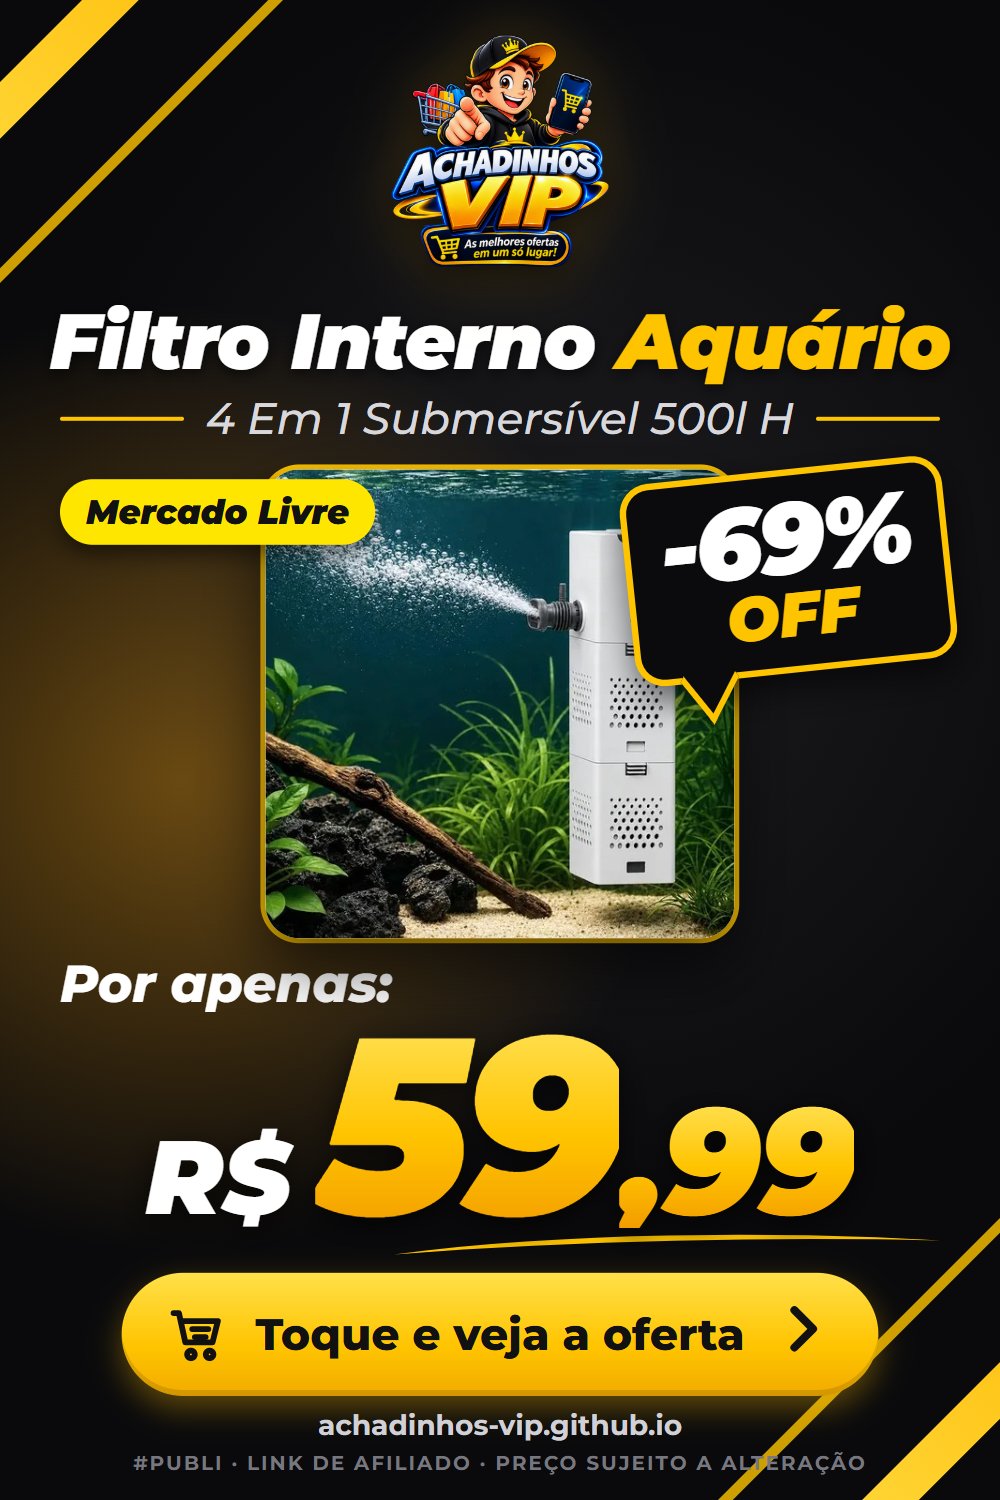 ACHADINHOS
VIP
As melhores ofertas
em um só lugar!
Filtro Interno Aquário
4 Em 1 Submersível 500l H
Mercado Livre
-69%
OFF
Por apenas:
R$ 59,99
Toque e veja a oferta
achadinhos-vip.github.io
#PUBLI · LINK DE AFILIADO · PREÇO SUJEITO A ALTERAÇÃO